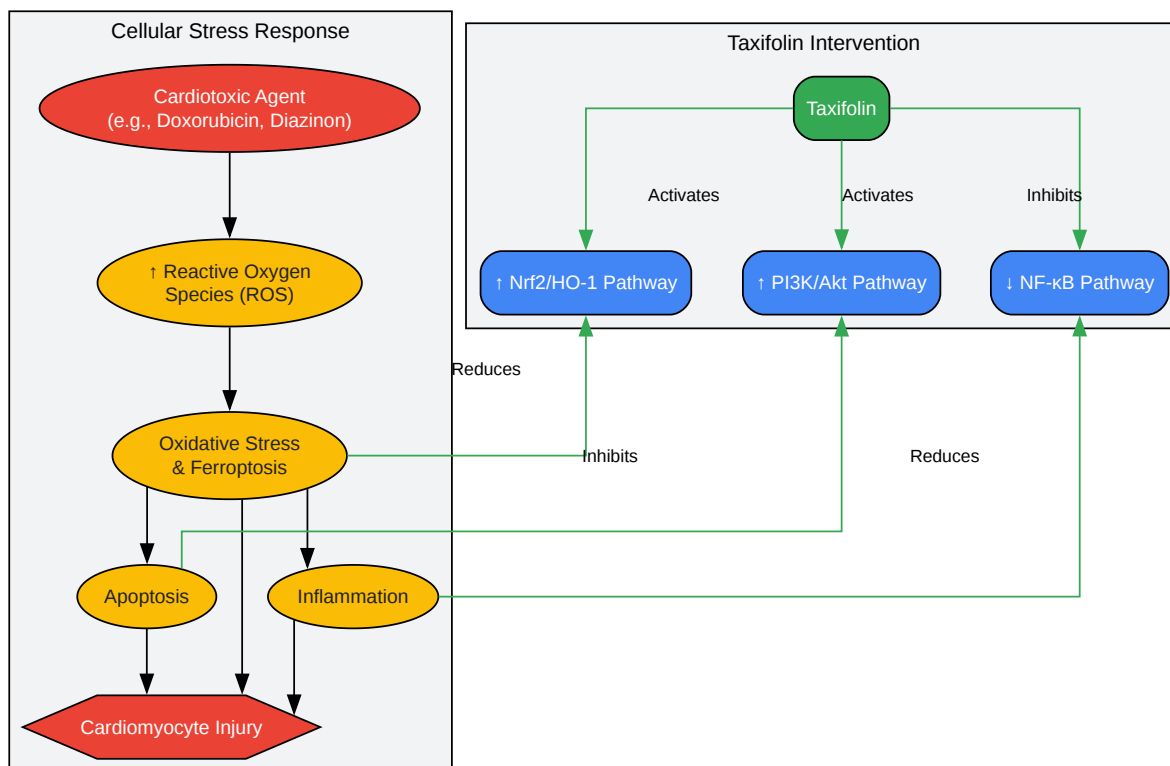 Cellular Stress Response
Cardiotoxic Agent
(e.g., Doxorubicin, Diazinon)
↑ Reactive Oxygen
Species (ROS)
Oxidative Stress
& Ferroptosis
Apoptosis
Inflammation
Cardiomyocyte Injury
Taxifolin Intervention
Taxifolin
Activates
Activates
Inhibits
↑ Nrf2/HO-1 Pathway
↑ PI3K/Akt Pathway
↓ NF-κB Pathway
Reduces
Inhibits
Reduces